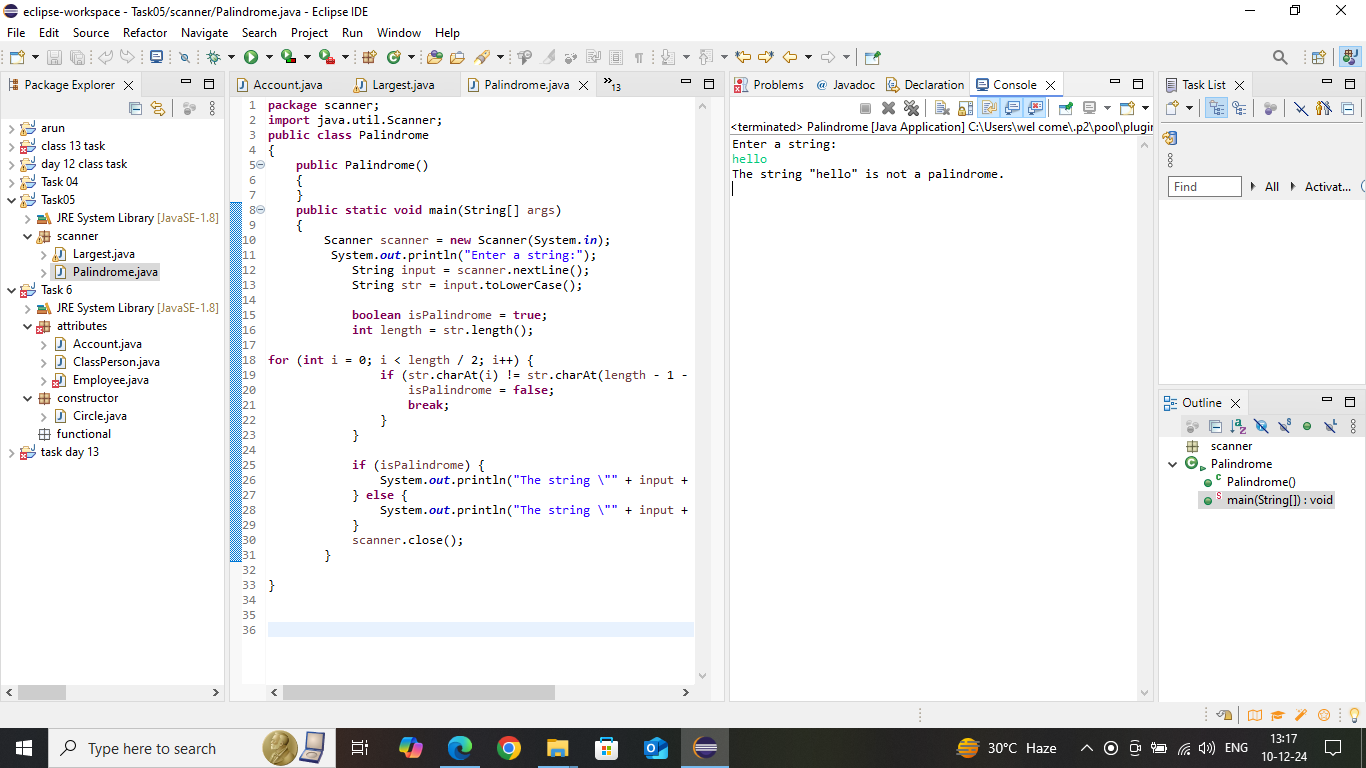 eclipse-workspace - Task05/scanner/Palindrome.java - Eclipse IDE
File Edit Source Refactor Navigate Search Project Run Window Help
Package Explorer
arun
class 13 task
day 12 class task
Task 04
Task05
JRE System Library [JavaSE-1.8]
scanner
Largest.java
Palindrome.java
Task 6
JRE System Library [JavaSE-1.8]
attributes
Account.java
ClassPerson.java
Employee.java
constructor
Circle.java
functional
task day 13
Account.java Largest.java Palindrome.java »13
1 package scanner;
2 import java.util.Scanner;
3 public class Palindrome
4 {
5 public Palindrome()
6 {
7 }
8 public static void main(String[] args)
9 {
10 Scanner scanner = new Scanner(System.in);
11 System.out.println("Enter a string:");
12 String input = scanner.nextLine();
13 String str = input.toLowerCase();
14
15 boolean isPalindrome = true;
16 int length = str.length();
17
18 for (int i = 0; i < length / 2; i++) {
19 if (str.charAt(i) != str.charAt(length - 1 -
20 isPalindrome = false;
21 break;
22 }
23 }
24
25 if (isPalindrome) {
26 System.out.println("The string \"" + input +
27 } else {
28 System.out.println("The string \"" + input +
29 }
30 scanner.close();
31 }
32
33 }
34
35
36
Problems @ Javadoc Declaration Console
<terminated> Palindrome [Java Application] C:\Users\wel come\.p2\pool\plugin
Enter a string:
hello
The string "hello" is not a palindrome.
Task List
Find All Activat...
Outline
scanner
Palindrome
Palindrome()
main(String[]) : void
Type here to search
30°C Haze
ENG
13:17
10-12-24